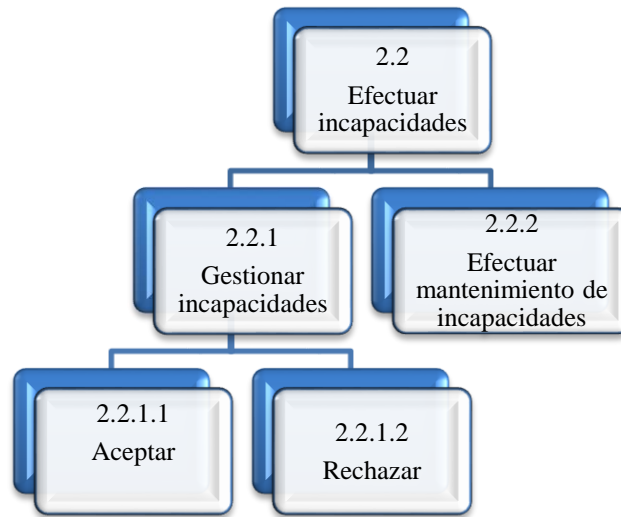 2.2
Efectuar
incapacidades
2.2.1
Gestionar
incapacidades
2.2.2
Efectuar
mantenimiento de
incapacidades
2.2.1.1
Aceptar
2.2.1.2
Rechazar